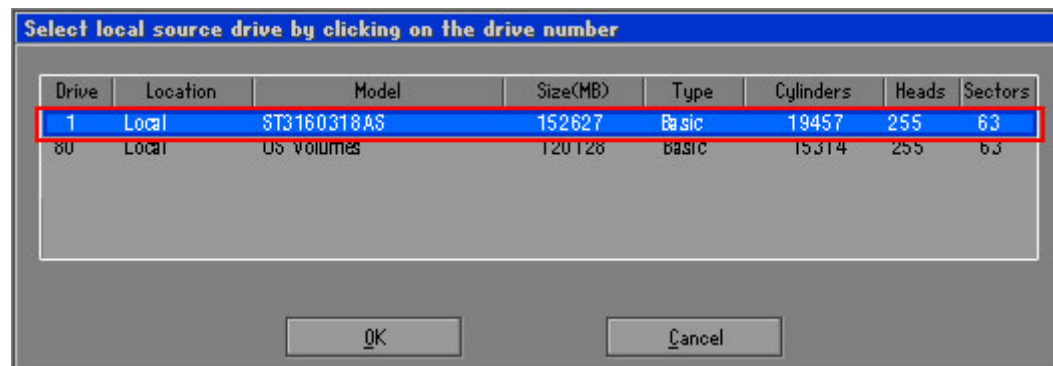 Select local source drive by clicking on the drive number
Drive Location Model Size(MB) Type Cylinders Heads Sectors
1 Local ST3160318AS 152627 Basic 19457 255 63
80 Local OS Volumes 120128 Basic 15314 255 63
OK Cancel